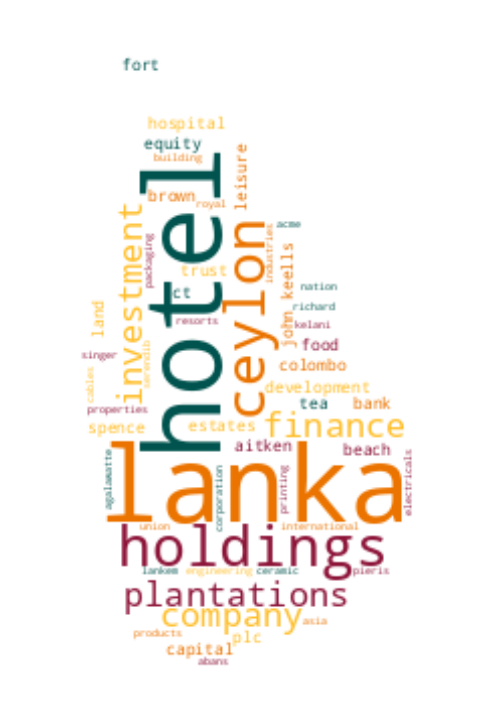 fort
hospital
equity
building
hotel
leisure
brown
royal
investment
ceylon
acme
packaging
industries
trust
john keells
ct
nation
land
richard
resorts
kelani
food
singer
serendib
colombo
cables
development
properties
tea
bank
spence
estates
finance
aitken
beach
lanka
agalawatte
corporation
printing
electricals
union
international
holdings
lankem
engineering
ceramic
pieris
plantations
company
asia
products
plc
capital
abans